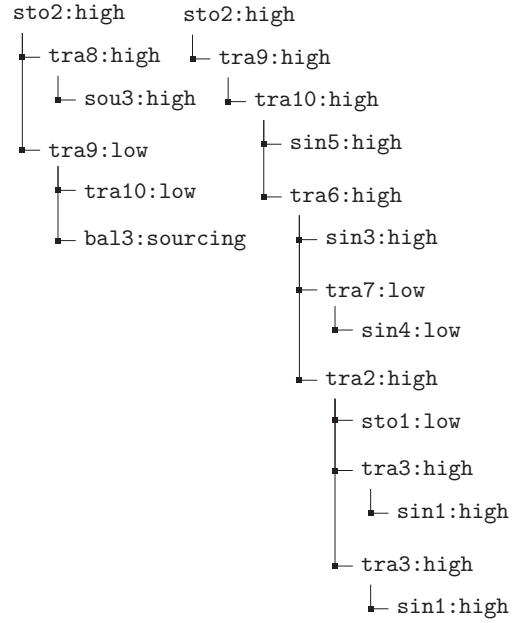 sto2:high
tra8:high
sou3:high
tra9:low
tra10:low
bal3:sourcing
sto2:high
tra9:high
tra10:high
sin5:high
tra6:high
sin3:high
tra7:low
sin4:low
tra2:high
sto1:low
tra3:high
sin1:high
tra3:high
sin1:high